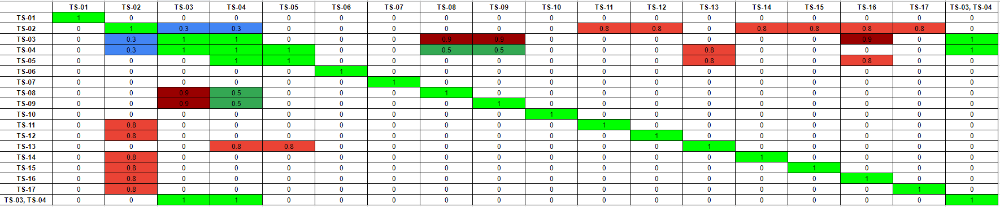 TS-01 TS-02 TS-03 TS-04 TS-05 TS-06 TS-07 TS-08 TS-09 TS-10 TS-11 TS-12 TS-13 TS-14 TS-15 TS-16 TS-17 TS-03, TS-04
TS-01 1 0 0 0 0 0 0 0 0 0 0 0 0 0 0 0 0 0
TS-02 0 1 0.3 0.3 0 0 0 0 0 0 0.8 0.8 0 0.8 0.8 0.8 0.8 0
TS-03 0 0.3 1 1 0 0 0 0.9 0.9 0 0 0 0 0 0 0.9 0 1
TS-04 0 0.3 1 1 1 0 0 0.5 0.5 0 0 0 0.8 0 0 0 0 1
TS-05 0 0 0 1 1 0 0 0 0 0 0 0 0.8 0 0 0.8 0 0
TS-06 0 0 0 0 0 1 0 0 0 0 0 0 0 0 0 0 0 0
TS-07 0 0 0 0 0 0 1 0 0 0 0 0 0 0 0 0 0 0
TS-08 0 0 0.9 0.5 0 0 0 1 0 0 0 0 0 0 0 0 0 0
TS-09 0 0 0.9 0.5 0 0 0 0 1 0 0 0 0 0 0 0 0 0
TS-10 0 0 0 0 0 0 0 0 0 1 0 0 0 0 0 0 0 0
TS-11 0 0.8 0 0 0 0 0 0 0 0 1 0 0 0 0 0 0 0
TS-12 0 0.8 0 0 0 0 0 0 0 0 0 1 0 0 0 0 0 0
TS-13 0 0 0 0.8 0.8 0 0 0 0 0 0 0 1 0 0 0 0 0
TS-14 0 0.8 0 0 0 0 0 0 0 0 0 0 0 1 0 0 0 0
TS-15 0 0.8 0 0 0 0 0 0 0 0 0 0 0 0 1 0 0 0
TS-16 0 0.8 0 0 0 0 0 0 0 0 0 0 0 0 0 1 0 0
TS-17 0 0.8 0 0 0 0 0 0 0 0 0 0 0 0 0 0 1 0
TS-03, TS-04 0 0 1 1 0 0 0 0 0 0 0 0 0 0 0 0 0 1